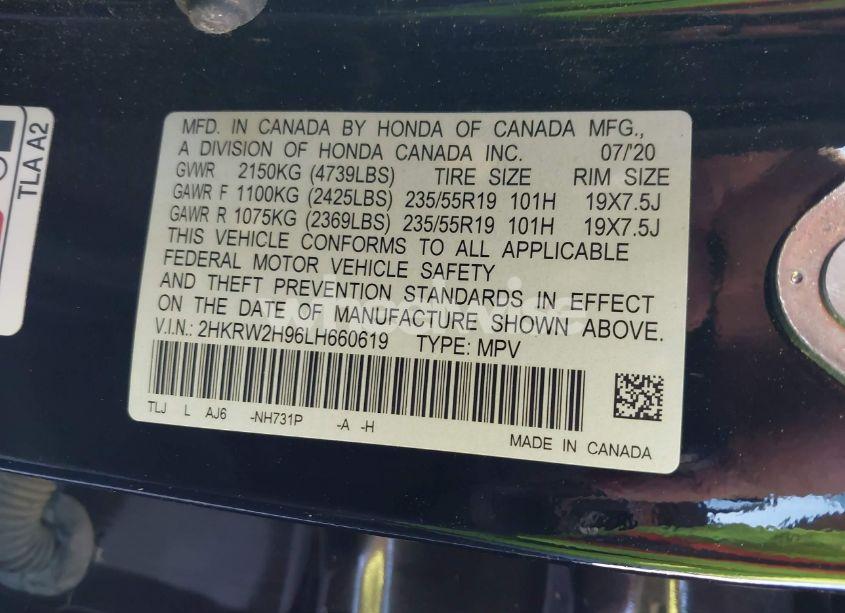 TLA A2
MFD. IN CANADA BY HONDA OF CANADA MFG.,
A DIVISION OF HONDA CANADA INC. 07/'20
GVWR 2150KG (4739LBS) TIRE SIZE RIM SIZE
GAWR F 1100KG (2425LBS) 235/55R19 101H 19X7.5J
GAWR R 1075KG (2369LBS) 235/55R19 101H 19X7.5J
THIS VEHICLE CONFORMS TO ALL APPLICABLE
FEDERAL MOTOR VEHICLE SAFETY
AND THEFT PREVENTION STANDARDS IN EFFECT
ON THE DATE OF MANUFACTURE SHOWN ABOVE.
V.I.N.: 2HKRW2H96LH660619 TYPE: MPV
TLJ L AJ6 -NH731P -A -H
MADE IN CANADA